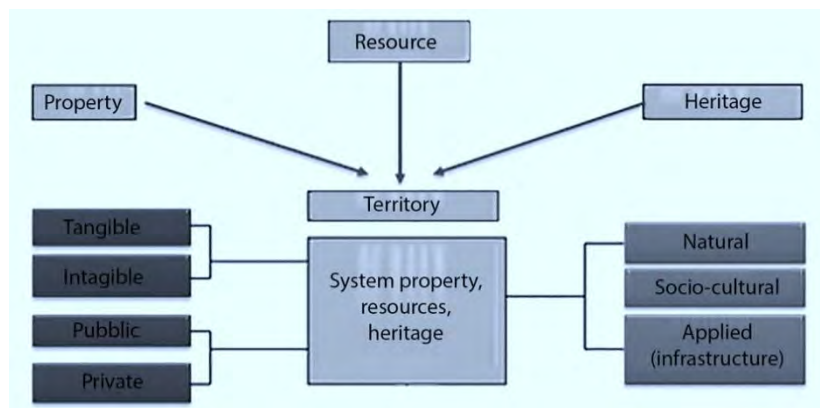 Resource
Property
Heritage
Territory
Tangible
Intagible
Pubblic
Private
System property,
resources,
heritage
Natural
Socio-cultural
Applied
(infrastructure)